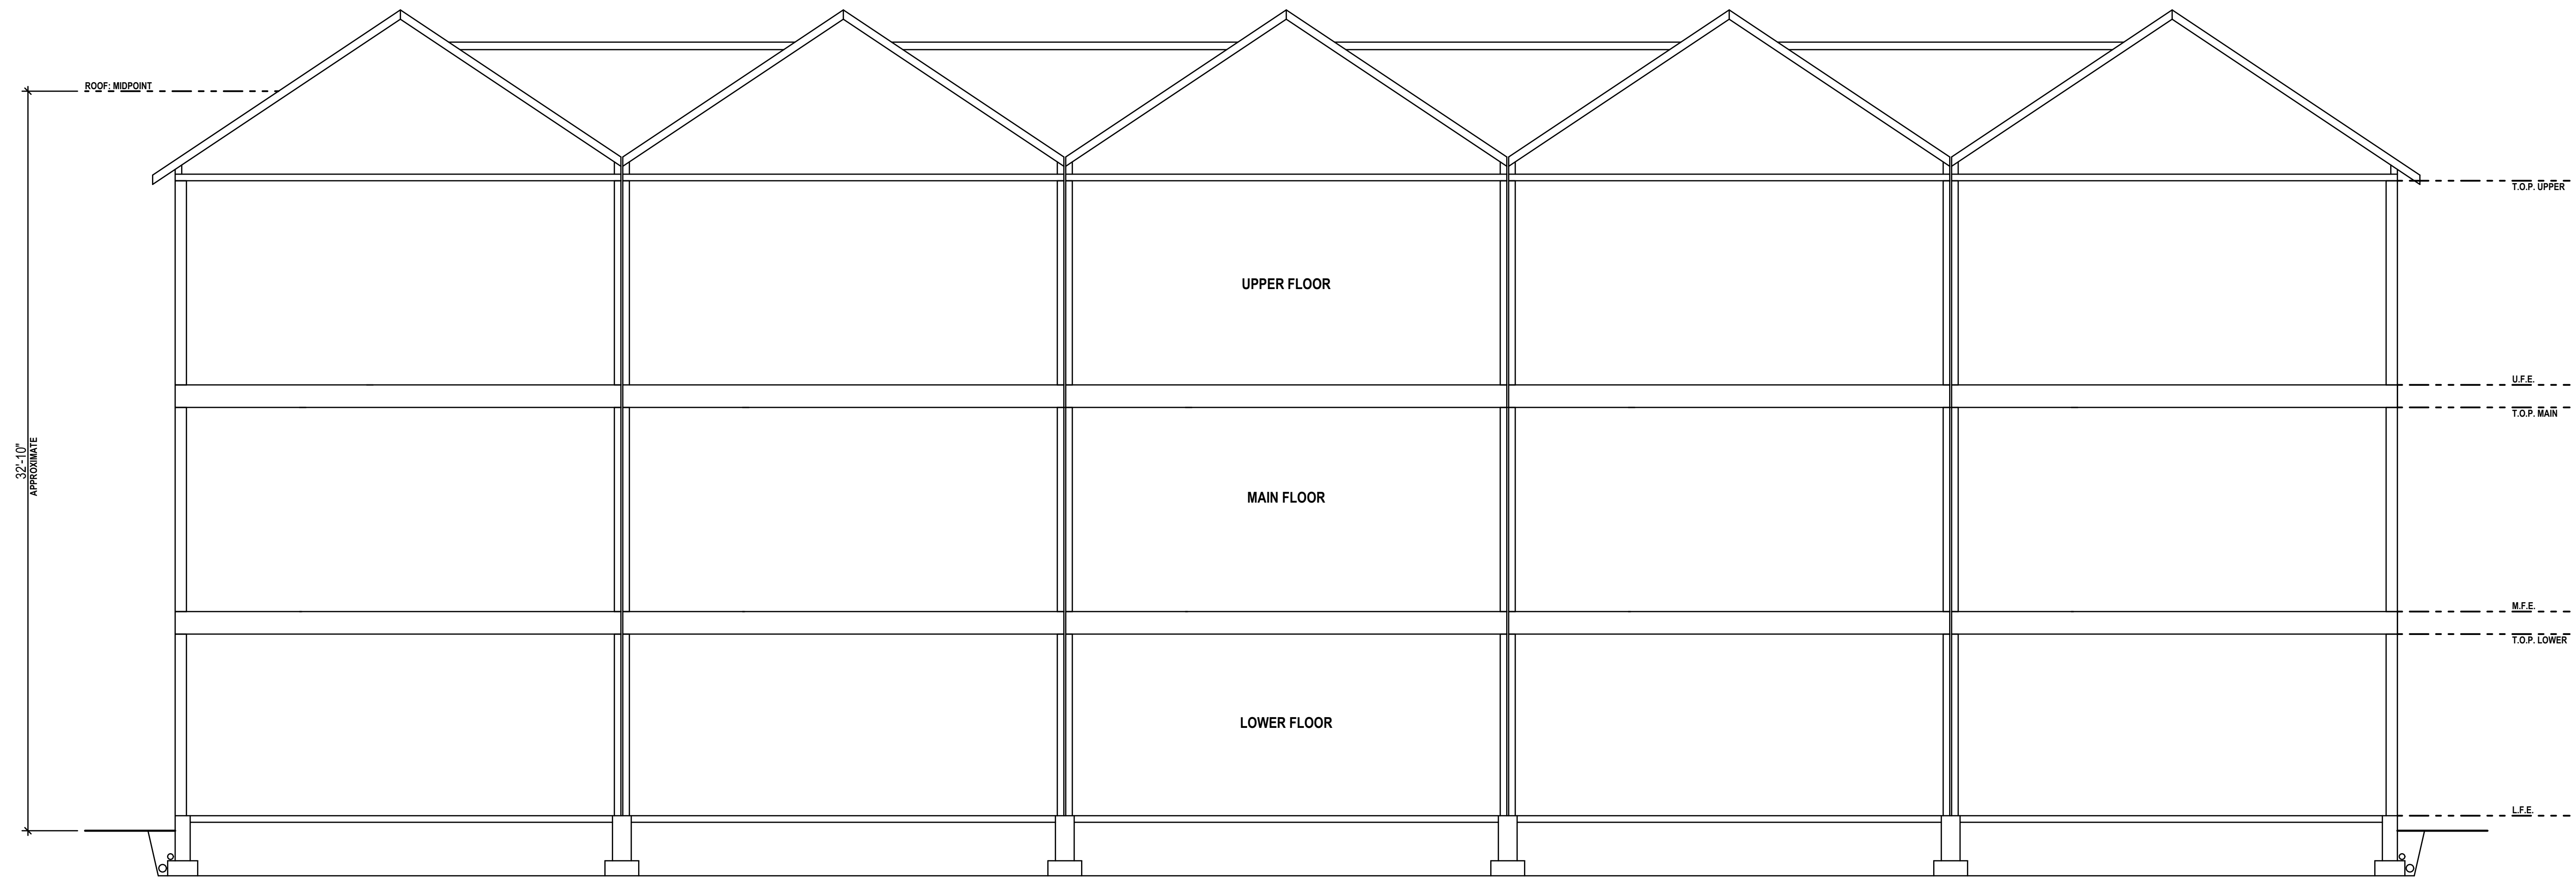 ROOF: MIDPOINT
T.O.P. UPPER
UPPER FLOOR
U.F.E.
T.O.P. MAIN
32'-10"
APPROXIMATE
MAIN FLOOR
M.F.E.
T.O.P. LOWER
LOWER FLOOR
L.F.E.